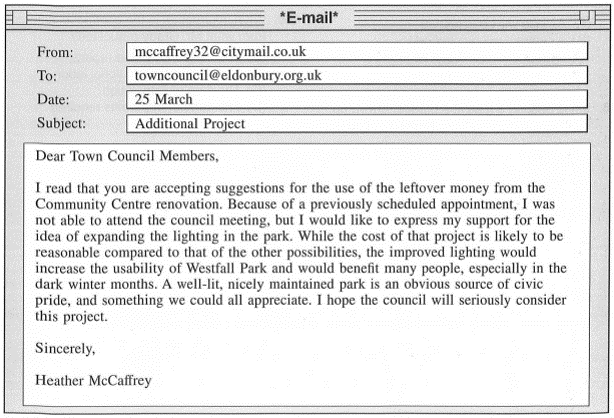 *E-mail*
From: mccaffrey32@citymail.co.uk
To: towncouncil@eldonbury.org.uk
Date: 25 March
Subject: Additional Project
Dear Town Council Members,
I read that you are accepting suggestions for the use of the leftover money from the
Community Centre renovation. Because of a previously scheduled appointment, I was
not able to attend the council meeting, but I would like to express my support for the
idea of expanding the lighting in the park. While the cost of that project is likely to be
reasonable compared to that of the other possibilities, the improved lighting would
increase the usability of Westfall Park and would benefit many people, especially in the
dark winter months. A well-lit, nicely maintained park is an obvious source of civic
pride, and something we could all appreciate. I hope the council will seriously consider
this project.
Sincerely,
Heather McCaffrey